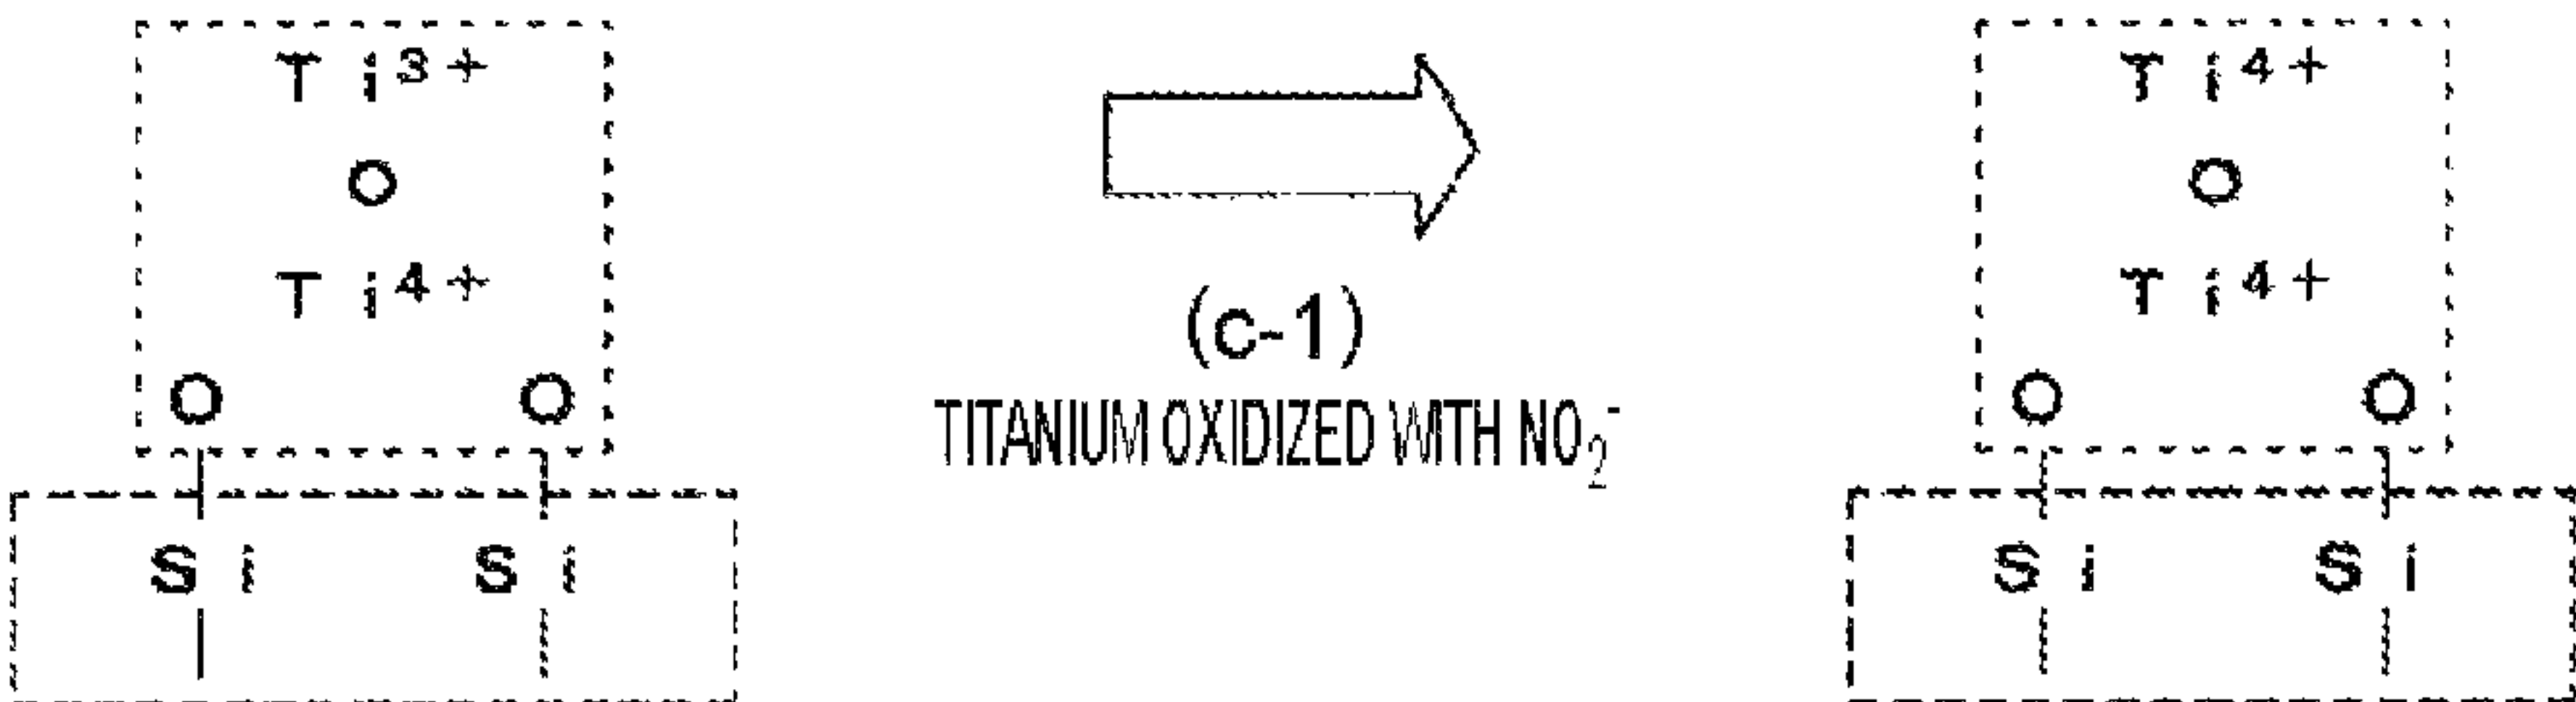 Ti³⁺ Ti⁴⁺
O O
Ti⁴⁺ Ti⁴⁺
(c-1)
O O O O
TITANIUM OXIDIZED WITH NO₂⁻
Si Si Si Si